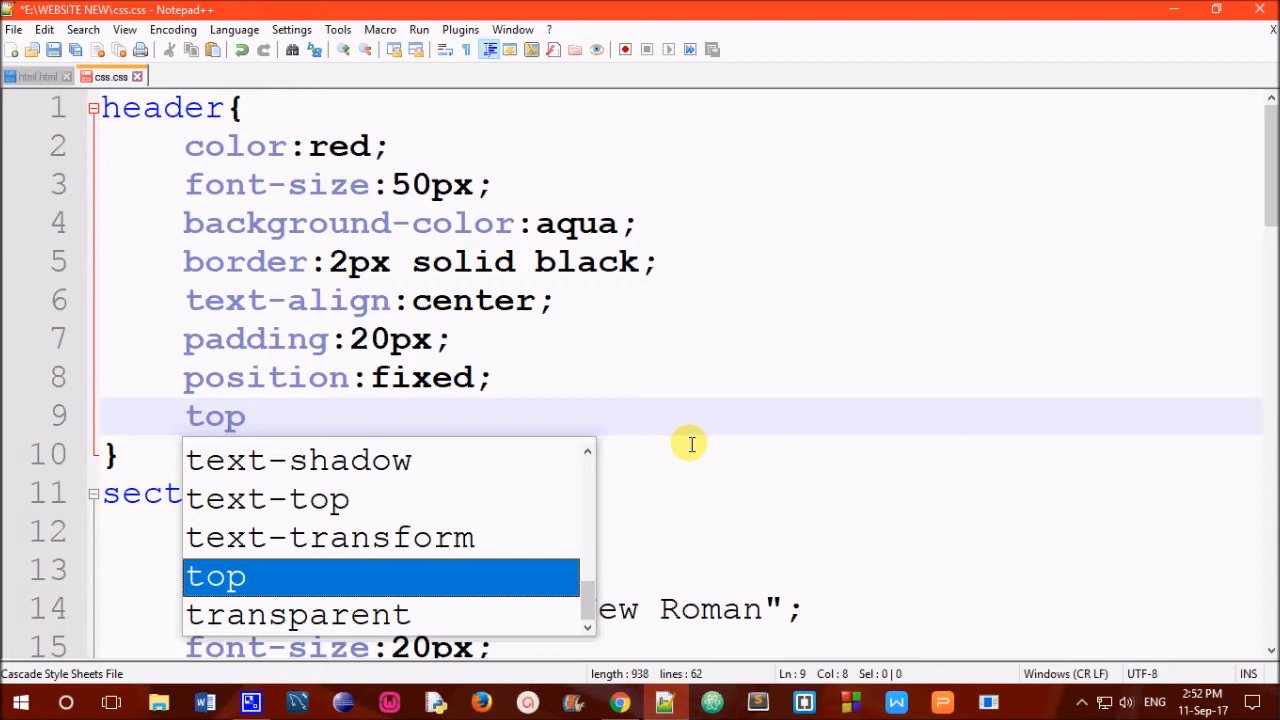 *E:\WEBSITE NEW\css.css - Notepad++
File Edit Search View Encoding Language Settings Tools Macro Run Plugins Window ? X
html.html css.css
1 header{
2 color:red;
3 font-size:50px;
4 background-color:aqua;
5 border:2px solid black;
6 text-align:center;
7 padding:20px;
8 position:fixed;
9 top
10 }
text-shadow
11 sect
text-top
12
text-transform
13
top
14 ew Roman";
transparent
15 font-size:20px;
Cascade Style Sheets File length : 938 lines : 62 Ln : 9 Col : 8 Sel : 0 | 0 Windows (CR LF) UTF-8 INS
ENG 2:52 PM
11-Sep-17